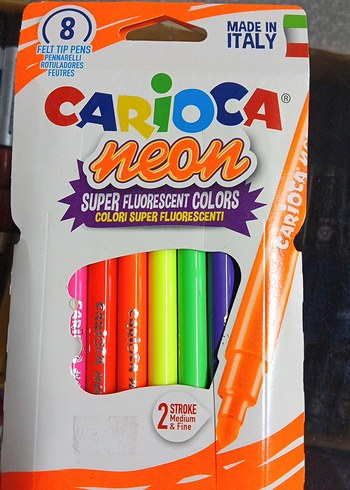 8
FELT TIP PENS
PENNARELLI
ROTULADORES
FEUTRES
MADE IN
ITALY
CARIOCA®
neon
SUPER FLUORESCENT COLORS
COLORI SUPER FLUORESCENTI
CARIOCA
2 STROKE
Medium
& Fine